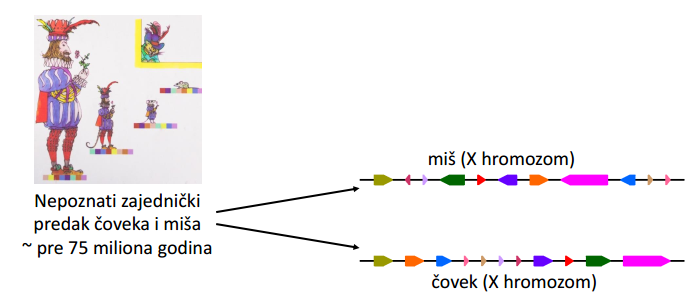 Nepoznati zajednički
predak čoveka i miša
~ pre 75 miliona godina
miš (X hromozom)
čovek (X hromozom)